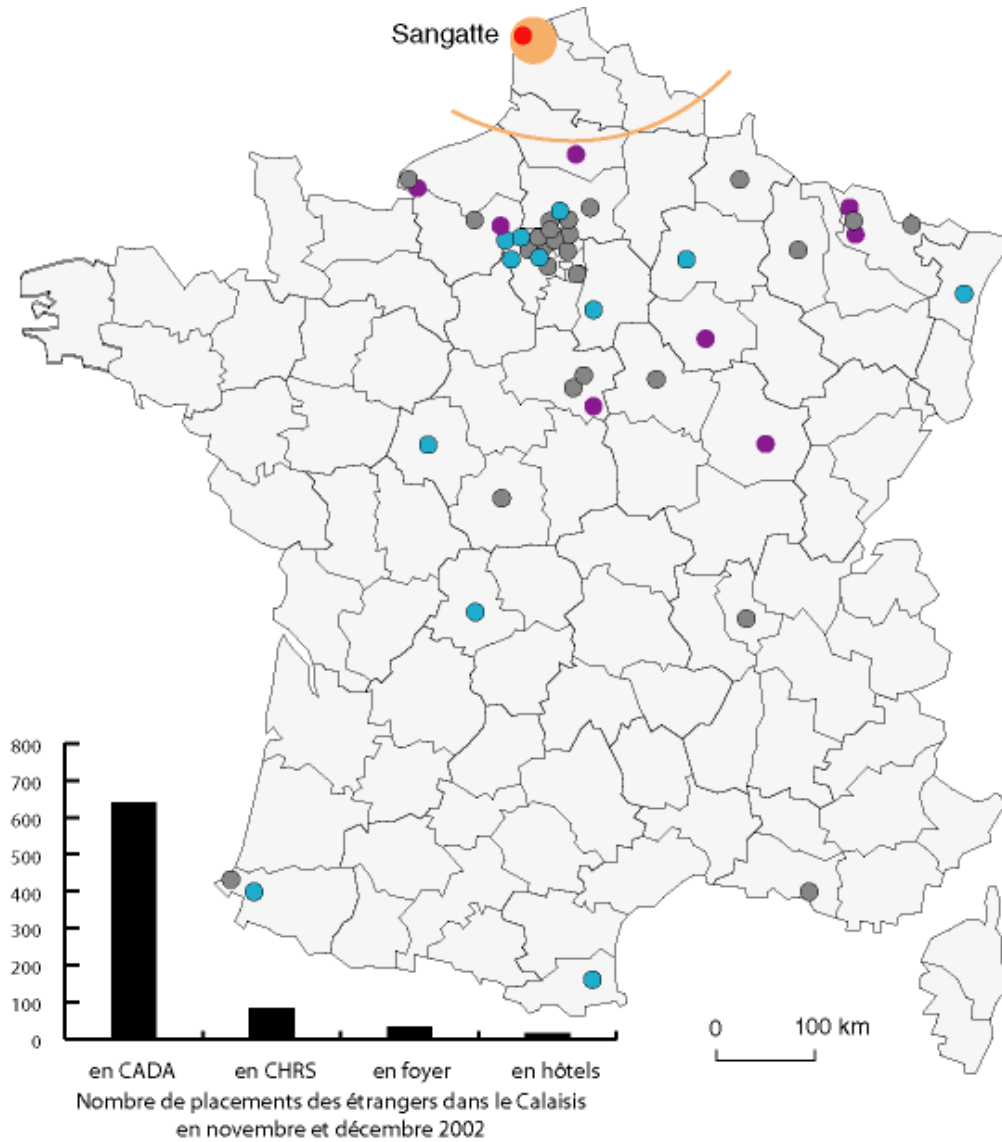 Sangatte
800
700
600
500
400
300
200
100
0
en CADA
en CHRS
en foyer
en hôtels
Nombre de placements des étrangers dans le Calaisis
en novembre et décembre 2002
0
100 km